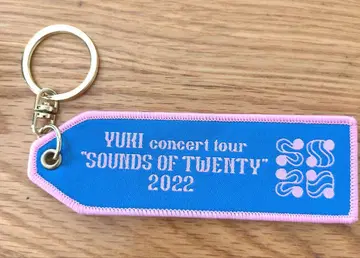 YUKI concert tour
"SOUNDS OF TWENTY"
2022